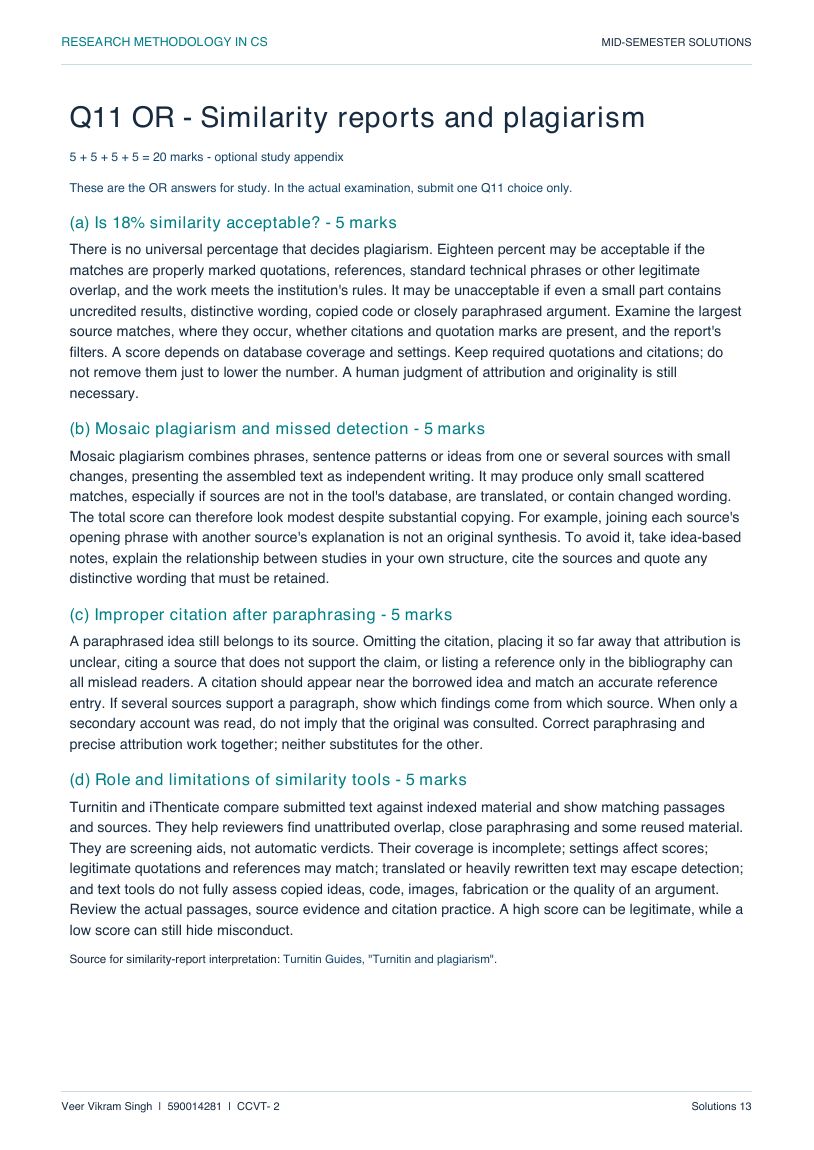 RESEARCH METHODOLOGY IN CS
MID-SEMESTER SOLUTIONS
Q11 OR - Similarity reports and plagiarism
5 + 5 + 5 + 5 = 20 marks - optional study appendix
These are the OR answers for study. In the actual examination, submit one Q11 choice only.
(a) Is 18% similarity acceptable? - 5 marks
There is no universal percentage that decides plagiarism. Eighteen percent may be acceptable if the
matches are properly marked quotations, references, standard technical phrases or other legitimate
overlap, and the work meets the institution's rules. It may be unacceptable if even a small part contains
uncredited results, distinctive wording, copied code or closely paraphrased argument. Examine the largest
source matches, where they occur, whether citations and quotation marks are present, and the report's
filters. A score depends on database coverage and settings. Keep required quotations and citations; do
not remove them just to lower the number. A human judgment of attribution and originality is still
necessary.
(b) Mosaic plagiarism and missed detection - 5 marks
Mosaic plagiarism combines phrases, sentence patterns or ideas from one or several sources with small
changes, presenting the assembled text as independent writing. It may produce only small scattered
matches, especially if sources are not in the tool's database, are translated, or contain changed wording.
The total score can therefore look modest despite substantial copying. For example, joining each source's
opening phrase with another source's explanation is not an original synthesis. To avoid it, take idea-based
notes, explain the relationship between studies in your own structure, cite the sources and quote any
distinctive wording that must be retained.
(c) Improper citation after paraphrasing - 5 marks
A paraphrased idea still belongs to its source. Omitting the citation, placing it so far away that attribution is
unclear, citing a source that does not support the claim, or listing a reference only in the bibliography can
all mislead readers. A citation should appear near the borrowed idea and match an accurate reference
entry. If several sources support a paragraph, show which findings come from which source. When only a
secondary account was read, do not imply that the original was consulted. Correct paraphrasing and
precise attribution work together; neither substitutes for the other.
(d) Role and limitations of similarity tools - 5 marks
Turnitin and iThenticate compare submitted text against indexed material and show matching passages
and sources. They help reviewers find unattributed overlap, close paraphrasing and some reused material.
They are screening aids, not automatic verdicts. Their coverage is incomplete; settings affect scores;
legitimate quotations and references may match; translated or heavily rewritten text may escape detection;
and text tools do not fully assess copied ideas, code, images, fabrication or the quality of an argument.
Review the actual passages, source evidence and citation practice. A high score can be legitimate, while a
low score can still hide misconduct.
Source for similarity-report interpretation: Turnitin Guides, "Turnitin and plagiarism".
Veer Vikram Singh | 590014281 | CCVT- 2
Solutions 13